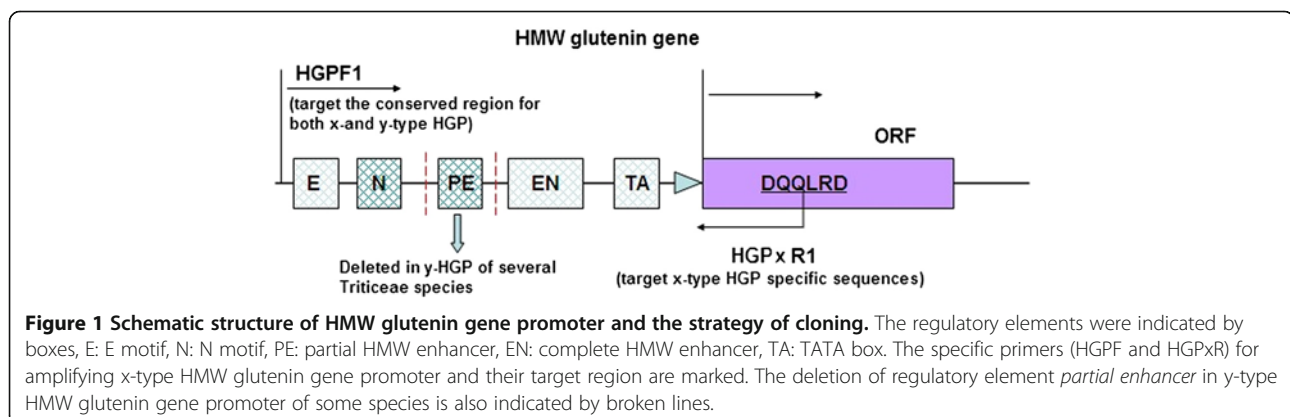 HMW glutenin gene
HGPF1
(target the conserved region for
both x-and y-type HGP)
ORF
E N PE EN TA DQQLRD
HGPx R1
(target x-type HGP specific sequences)
Deleted in y-HGP of several
Triticeae species
Figure 1 Schematic structure of HMW glutenin gene promoter and the strategy of cloning. The regulatory elements were indicated by
boxes, E: E motif, N: N motif, PE: partial HMW enhancer, EN: complete HMW enhancer, TA: TATA box. The specific primers (HGPF and HGPxR) for
amplifying x-type HMW glutenin gene promoter and their target region are marked. The deletion of regulatory element partial enhancer in y-type
HMW glutenin gene promoter of some species is also indicated by broken lines.